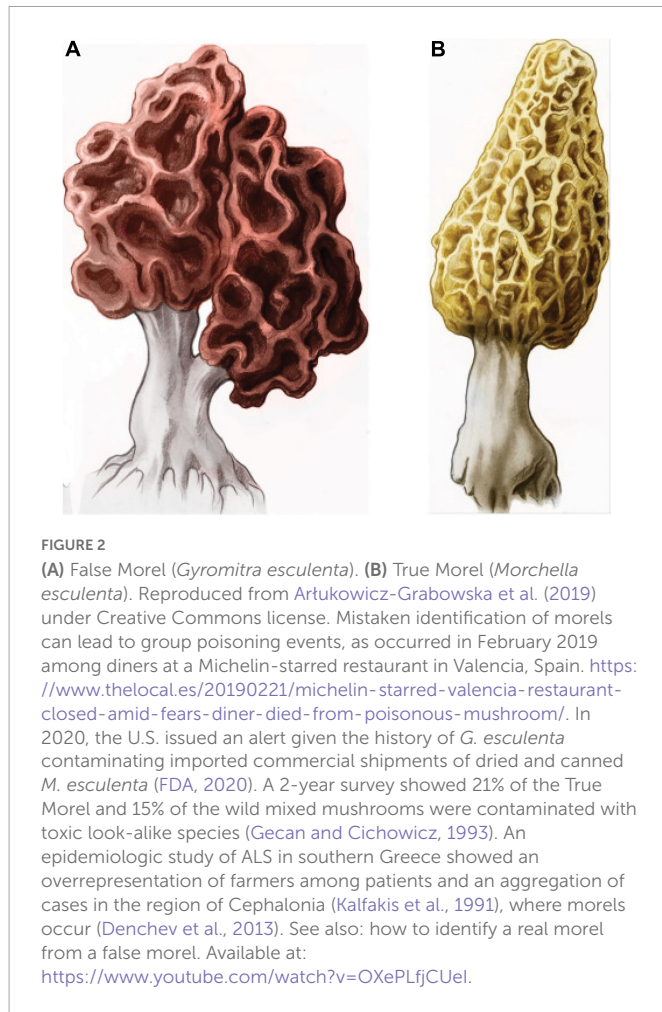 A
B
FIGURE 2
(A) False Morel (Gyromitra esculenta). (B) True Morel (Morchella
esculenta). Reproduced from Arłukowicz-Grabowska et al. (2019)
under Creative Commons license. Mistaken identification of morels
can lead to group poisoning events, as occurred in February 2019
among diners at a Michelin-starred restaurant in Valencia, Spain. https:
//www.thelocal.es/20190221/michelin-starred-valencia-restaurant-
closed-amid-fears-diner-died-from-poisonous-mushroom/. In
2020, the U.S. issued an alert given the history of G. esculenta
contaminating imported commercial shipments of dried and canned
M. esculenta (FDA, 2020). A 2-year survey showed 21% of the True
Morel and 15% of the wild mixed mushrooms were contaminated with
toxic look-alike species (Gecan and Cichowicz, 1993). An
epidemiologic study of ALS in southern Greece showed an
overrepresentation of farmers among patients and an aggregation of
cases in the region of Cephalonia (Kalfakis et al., 1991), where morels
occur (Denchev et al., 2013). See also: how to identify a real morel
from a false morel. Available at:
https://www.youtube.com/watch?v=OXePLfjCUeI.